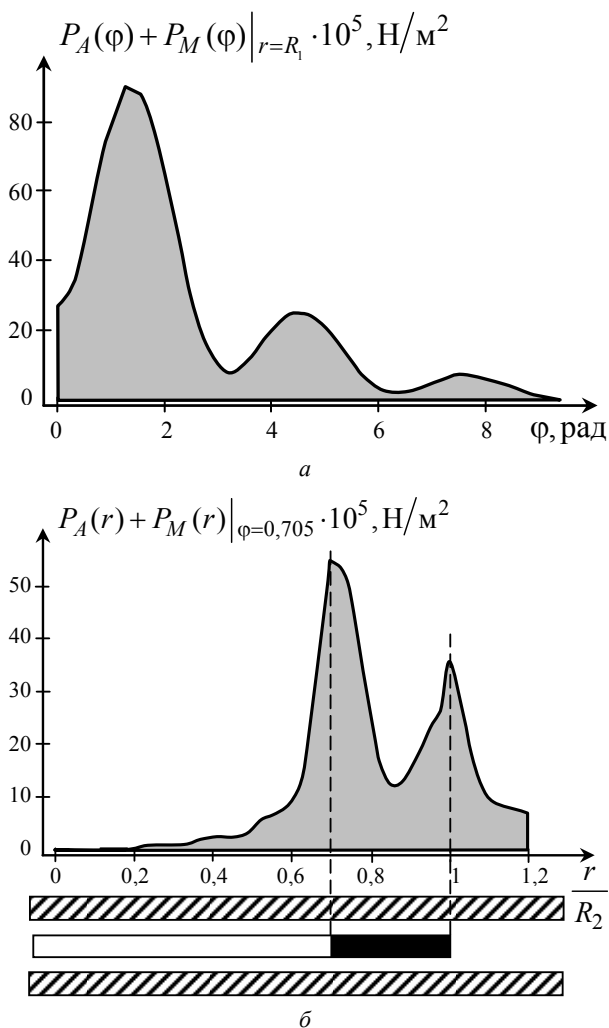 P_A(φ) + P_M(φ)|_{r=R_1} · 10^5, Н/м^2
80
60
40
20
0
0 2 4 6 8 φ, рад
а
P_A(r) + P_M(r)|_{φ=0,705} · 10^5, Н/м^2
50
40
30
20
10
0
0 0,2 0,4 0,6 0,8 1 1,2 r/R_2
б